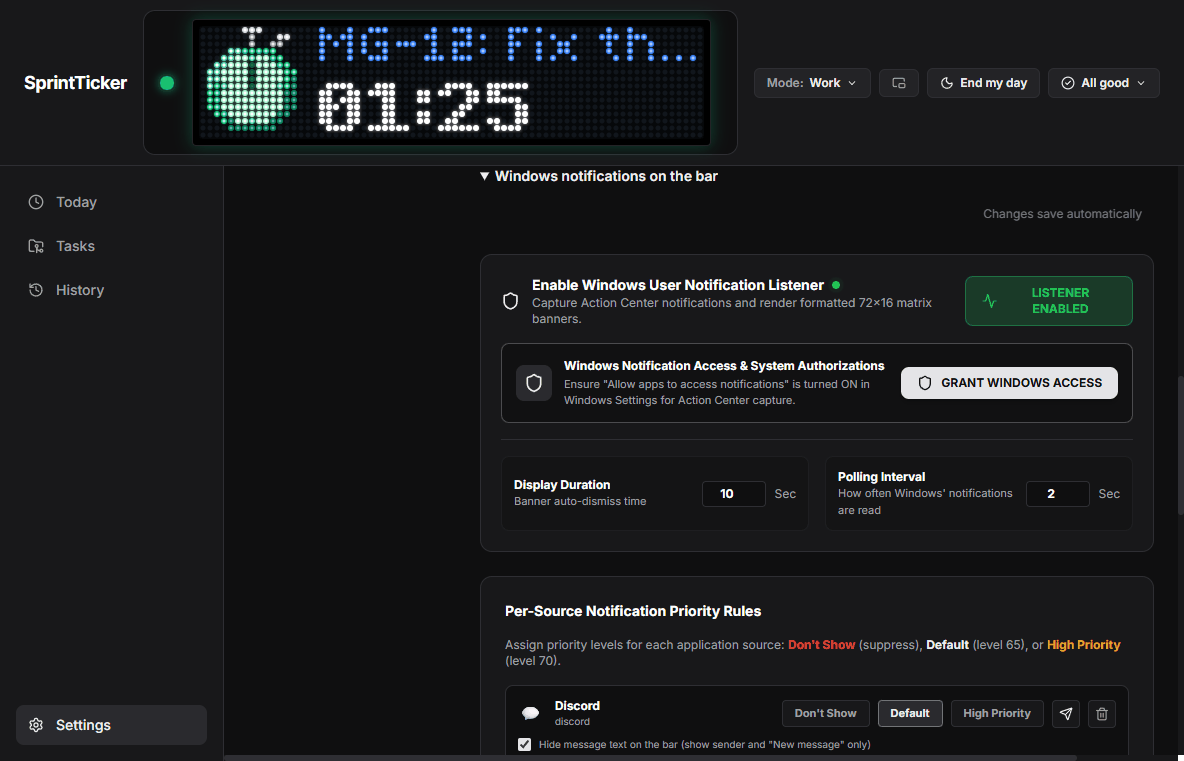 SprintTicker
MG-12: Fix th...
01:25
Mode: Work
End my day
All good
Today
Tasks
History
Settings
▼ Windows notifications on the bar
Changes save automatically
Enable Windows User Notification Listener
Capture Action Center notifications and render formatted 72×16 matrix
banners.
LISTENER
ENABLED
Windows Notification Access & System Authorizations
Ensure "Allow apps to access notifications" is turned ON in
Windows Settings for Action Center capture.
GRANT WINDOWS ACCESS
Display Duration
Banner auto-dismiss time
10 Sec
Polling Interval
How often Windows' notifications
are read
2 Sec
Per-Source Notification Priority Rules
Assign priority levels for each application source: Don't Show (suppress), Default (level 65), or High Priority
(level 70).
Discord
discord
Don't Show
Default
High Priority
Hide message text on the bar (show sender and "New message" only)